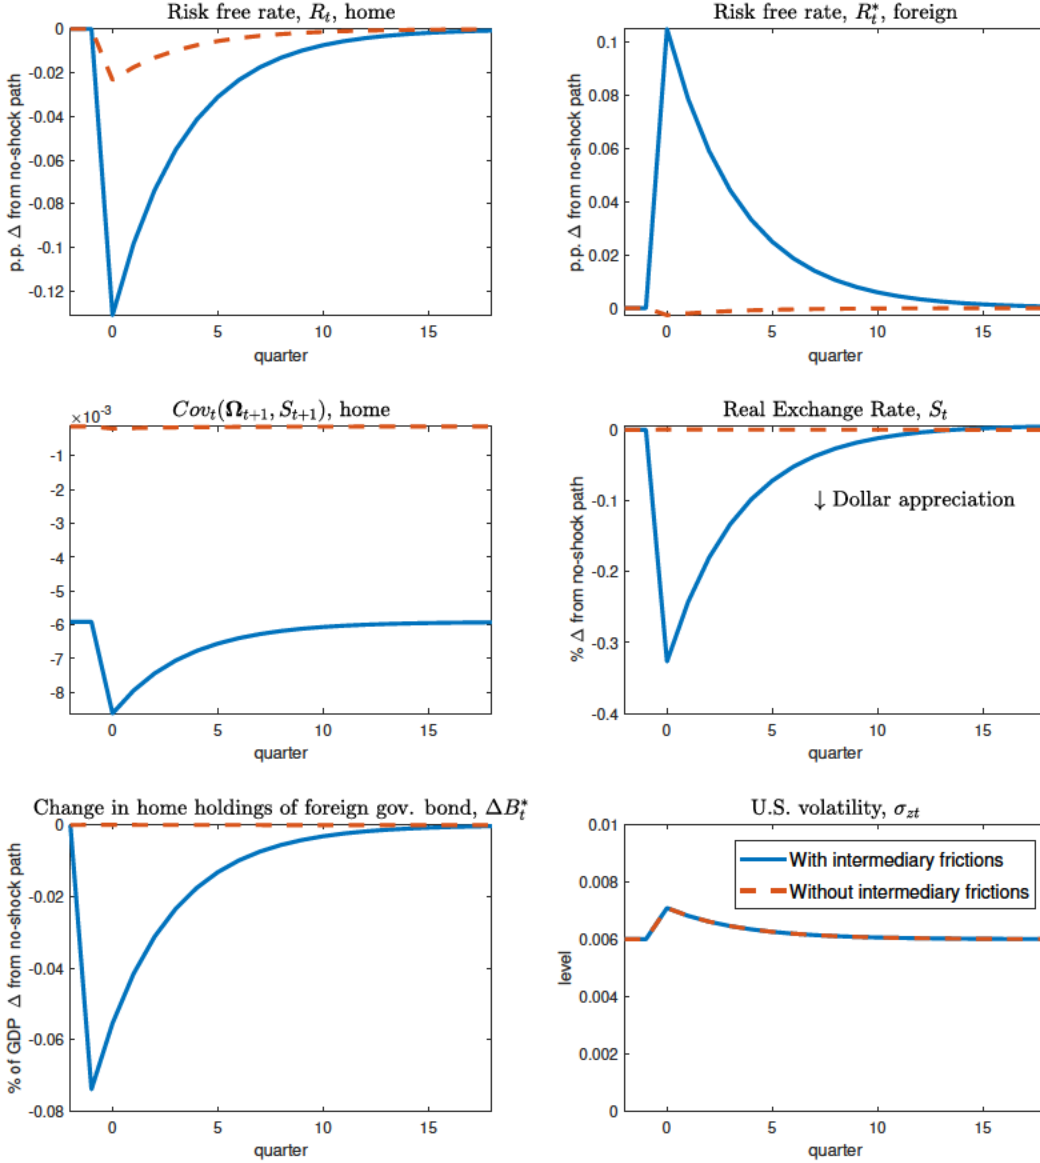 Risk free rate, R_t, home
p.p. Δ from no-shock path
0
-0.02
-0.04
-0.06
-0.08
-0.1
-0.12
0 5 10 15
quarter
Risk free rate, R_t^*, foreign
p.p. Δ from no-shock path
0.1
0.08
0.06
0.04
0.02
0
0 5 10 15
quarter
Cov_t(Ω_{t+1}, S_{t+1}), home
×10^{-3}
-1
-2
-3
-4
-5
-6
-7
-8
0 5 10 15
quarter
Real Exchange Rate, S_t
% Δ from no-shock path
0
-0.1
-0.2
-0.3
-0.4
↓ Dollar appreciation
0 5 10 15
quarter
Change in home holdings of foreign gov. bond, ΔB_t^*
% of GDP Δ from no-shock path
0
-0.02
-0.04
-0.06
-0.08
0 5 10 15
quarter
U.S. volatility, σ_{zt}
level
0.01
0.008
0.006
0.004
0.002
0
With intermediary frictions
Without intermediary frictions
0 5 10 15
quarter